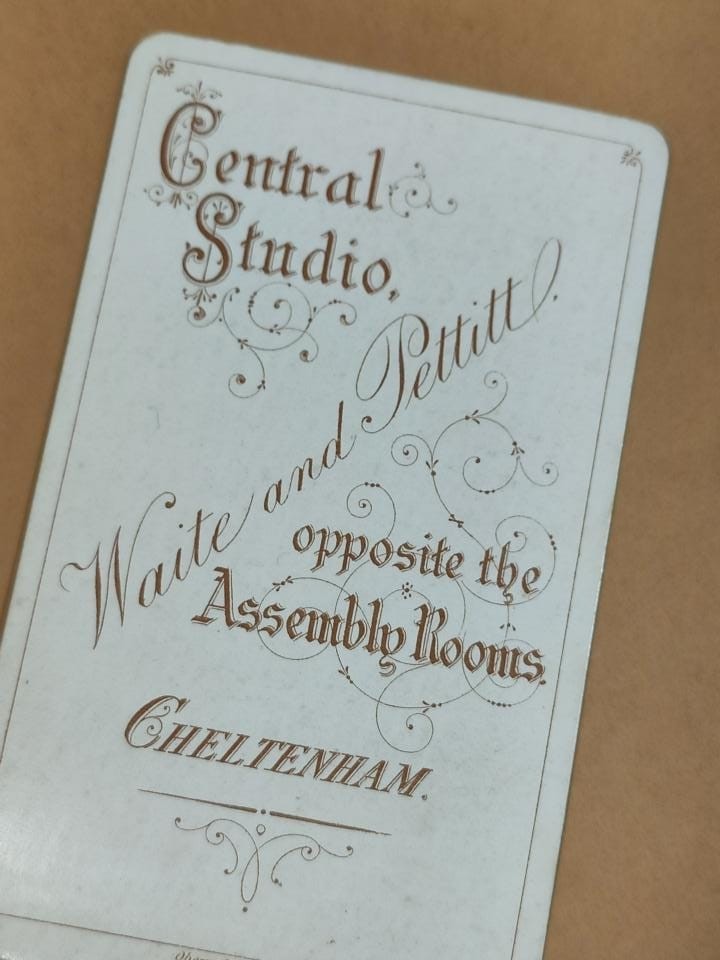 Central
Studio,
Waite and Pettitt.
opposite the
Assembly Rooms.
CHELTENHAM.